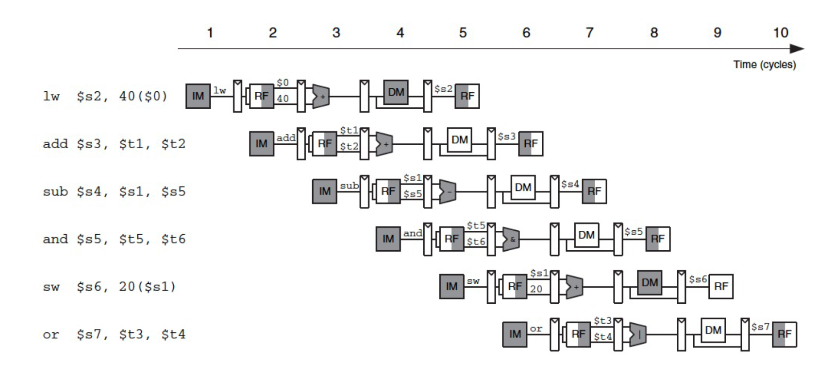 1 2 3 4 5 6 7 8 9 10
Time (cycles)
lw $s2, 40($0) IM lw RF $0 40 + DM $s2 RF
add $s3, $t1, $t2 IM add RF $t1 $t2 + DM $s3 RF
sub $s4, $s1, $s5 IM sub RF $s1 $s5 - DM $s4 RF
and $s5, $t5, $t6 IM and RF $t5 $t6 & DM $s5 RF
sw $s6, 20($s1) IM sw RF $s1 20 + DM $s6 RF
or $s7, $t3, $t4 IM or RF $t3 $t4 | DM $s7 RF